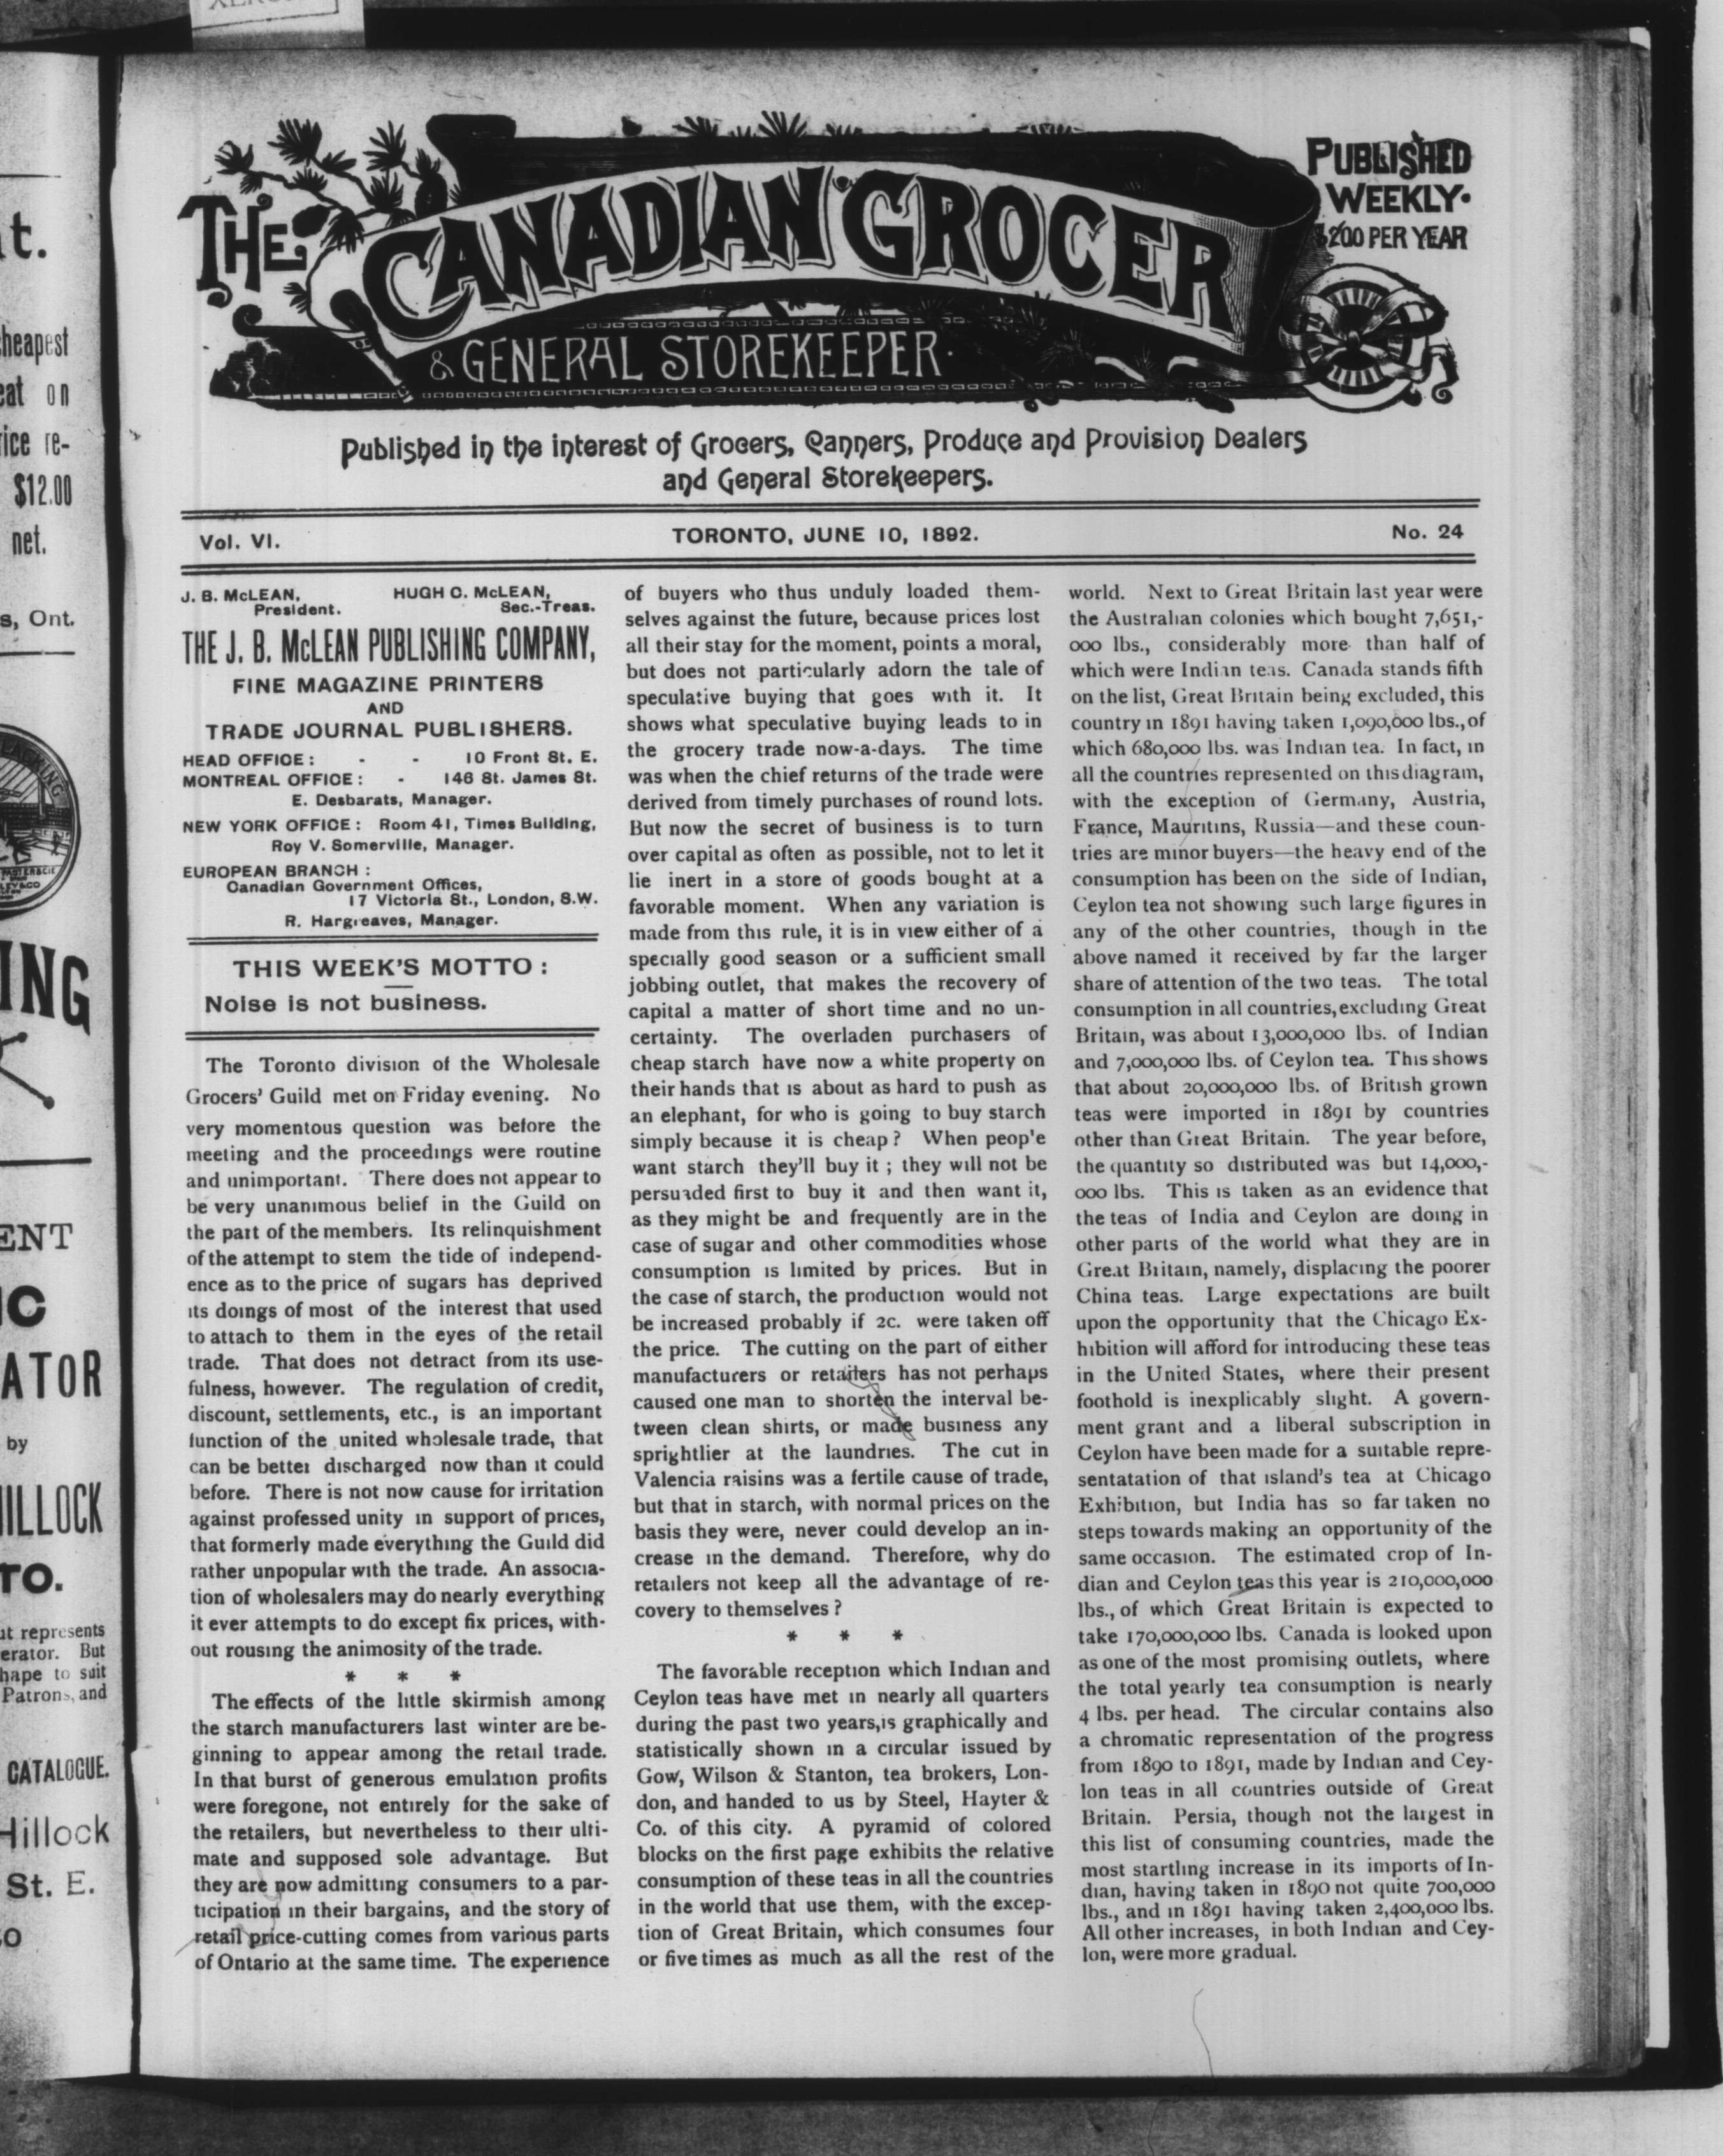 t.
heapest
eat on
rice re-
$12.00
net.
s, Ont.
ING
ENT
IC
ATOR
by
HILLOCK
TO.
ut represents
erator. But
hape to suit
Patrons, and
CATALOGUE.
Hillock
St. E.
THE
CANADIAN GROCER
& GENERAL STOREKEEPER.
PUBLISHED
WEEKLY.
$200 PER YEAR
Published in the interest of Grocers, Canners, Produce and Provision Dealers
and General Storekeepers.
Vol. VI. TORONTO, JUNE 10, 1892. No. 24
J. B. McLEAN, HUGH C. McLEAN,
President. Sec.-Treas.
THE J. B. McLEAN PUBLISHING COMPANY,
FINE MAGAZINE PRINTERS
AND
TRADE JOURNAL PUBLISHERS.
HEAD OFFICE: - - 10 Front St. E.
MONTREAL OFFICE: - 146 St. James St.
E. Desbarats, Manager.
NEW YORK OFFICE: Room 41, Times Building,
Roy V. Somerville, Manager.
EUROPEAN BRANCH:
Canadian Government Offices,
17 Victoria St., London, S.W.
R. Hargreaves, Manager.
THIS WEEK'S MOTTO:
Noise is not business.
The Toronto division of the Wholesale
Grocers' Guild met on Friday evening. No
very momentous question was before the
meeting and the proceedings were routine
and unimportant. There does not appear to
be very unanimous belief in the Guild on
the part of the members. Its relinquishment
of the attempt to stem the tide of independ-
ence as to the price of sugars has deprived
its doings of most of the interest that used
to attach to them in the eyes of the retail
trade. That does not detract from its use-
fulness, however. The regulation of credit,
discount, settlements, etc., is an important
function of the united wholesale trade, that
can be better discharged now than it could
before. There is not now cause for irritation
against professed unity in support of prices,
that formerly made everything the Guild did
rather unpopular with the trade. An associa-
tion of wholesalers may do nearly everything
it ever attempts to do except fix prices, with-
out rousing the animosity of the trade.
* * *
The effects of the little skirmish among
the starch manufacturers last winter are be-
ginning to appear among the retail trade.
In that burst of generous emulation profits
were foregone, not entirely for the sake of
the retailers, but nevertheless to their ulti-
mate and supposed sole advantage. But
they are now admitting consumers to a par-
ticipation in their bargains, and the story of
retail price-cutting comes from various parts
of Ontario at the same time. The experience
of buyers who thus unduly loaded them-
selves against the future, because prices lost
all their stay for the moment, points a moral,
but does not particularly adorn the tale of
speculative buying that goes with it. It
shows what speculative buying leads to in
the grocery trade now-a-days. The time
was when the chief returns of the trade were
derived from timely purchases of round lots.
But now the secret of business is to turn
over capital as often as possible, not to let it
lie inert in a store of goods bought at a
favorable moment. When any variation is
made from this rule, it is in view either of a
specially good season or a sufficient small
jobbing outlet, that makes the recovery of
capital a matter of short time and no un-
certainty. The overladen purchasers of
cheap starch have now a white property on
their hands that is about as hard to push as
an elephant, for who is going to buy starch
simply because it is cheap? When people
want starch they'll buy it; they will not be
persuaded first to buy it and then want it,
as they might be and frequently are in the
case of sugar and other commodities whose
consumption is limited by prices. But in
the case of starch, the production would not
be increased probably if 2c. were taken off
the price. The cutting on the part of either
manufacturers or retailers has not perhaps
caused one man to shorten the interval be-
tween clean shirts, or made business any
sprightlier at the laundries. The cut in
Valencia raisins was a fertile cause of trade,
but that in starch, with normal prices on the
basis they were, never could develop an in-
crease in the demand. Therefore, why do
retailers not keep all the advantage of re-
covery to themselves?
* * *
The favorable reception which Indian and
Ceylon teas have met in nearly all quarters
during the past two years, is graphically and
statistically shown in a circular issued by
Gow, Wilson & Stanton, tea brokers, Lon-
don, and handed to us by Steel, Hayter &
Co. of this city. A pyramid of colored
blocks on the first page exhibits the relative
consumption of these teas in all the countries
in the world that use them, with the excep-
tion of Great Britain, which consumes four
or five times as much as all the rest of the
world. Next to Great Britain last year were
the Australian colonies which bought 7,651,-
000 lbs., considerably more than half of
which were Indian teas. Canada stands fifth
on the list, Great Britain being excluded, this
country in 1891 having taken 1,090,000 lbs., of
which 680,000 lbs. was Indian tea. In fact, in
all the countries represented on this diagram,
with the exception of Germany, Austria,
France, Mauritins, Russia—and these coun-
tries are minor buyers—the heavy end of the
consumption has been on the side of Indian,
Ceylon tea not showing such large figures in
any of the other countries, though in the
above named it received by far the larger
share of attention of the two teas. The total
consumption in all countries, excluding Great
Britain, was about 13,000,000 lbs. of Indian
and 7,000,000 lbs. of Ceylon tea. This shows
that about 20,000,000 lbs. of British grown
teas were imported in 1891 by countries
other than Great Britain. The year before,
the quantity so distributed was but 14,000,-
000 lbs. This is taken as an evidence that
the teas of India and Ceylon are doing in
other parts of the world what they are in
Great Britain, namely, displacing the poorer
China teas. Large expectations are built
upon the opportunity that the Chicago Ex-
hibition will afford for introducing these teas
in the United States, where their present
foothold is inexplicably slight. A govern-
ment grant and a liberal subscription in
Ceylon have been made for a suitable repre-
sentatation of that island's tea at Chicago
Exhibition, but India has so far taken no
steps towards making an opportunity of the
same occasion. The estimated crop of In-
dian and Ceylon teas this year is 210,000,000
lbs., of which Great Britain is expected to
take 170,000,000 lbs. Canada is looked upon
as one of the most promising outlets, where
the total yearly tea consumption is nearly
4 lbs. per head. The circular contains also
a chromatic representation of the progress
from 1890 to 1891, made by Indian and Cey-
lon teas in all countries outside of Great
Britain. Persia, though not the largest in
this list of consuming countries, made the
most startling increase in its imports of In-
dian, having taken in 1890 not quite 700,000
lbs., and in 1891 having taken 2,400,000 lbs.
All other increases, in both Indian and Cey-
lon, were more gradual.